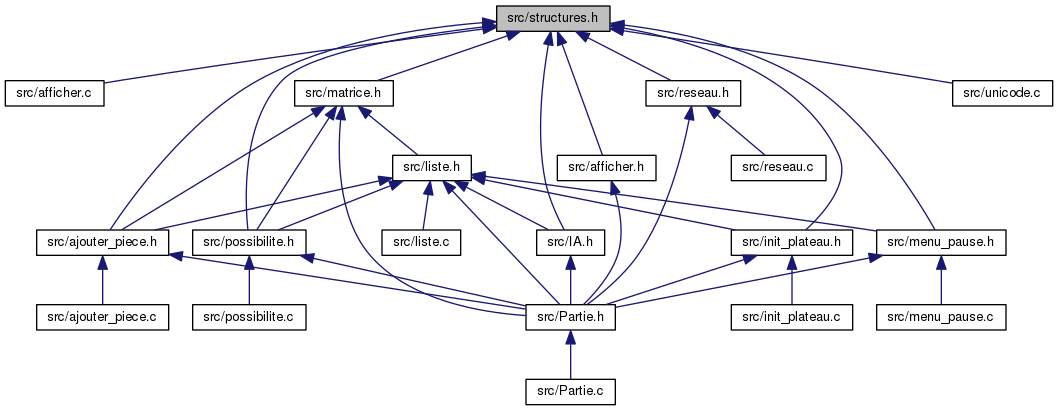 src/structures.h
src/afficher.c
src/matrice.h
src/reseau.h
src/unicode.c
src/liste.h
src/afficher.h
src/reseau.c
src/ajouter_piece.h
src/possibilite.h
src/liste.c
src/IA.h
src/init_plateau.h
src/menu_pause.h
src/ajouter_piece.c
src/possibilite.c
src/Partie.h
src/init_plateau.c
src/menu_pause.c
src/Partie.c